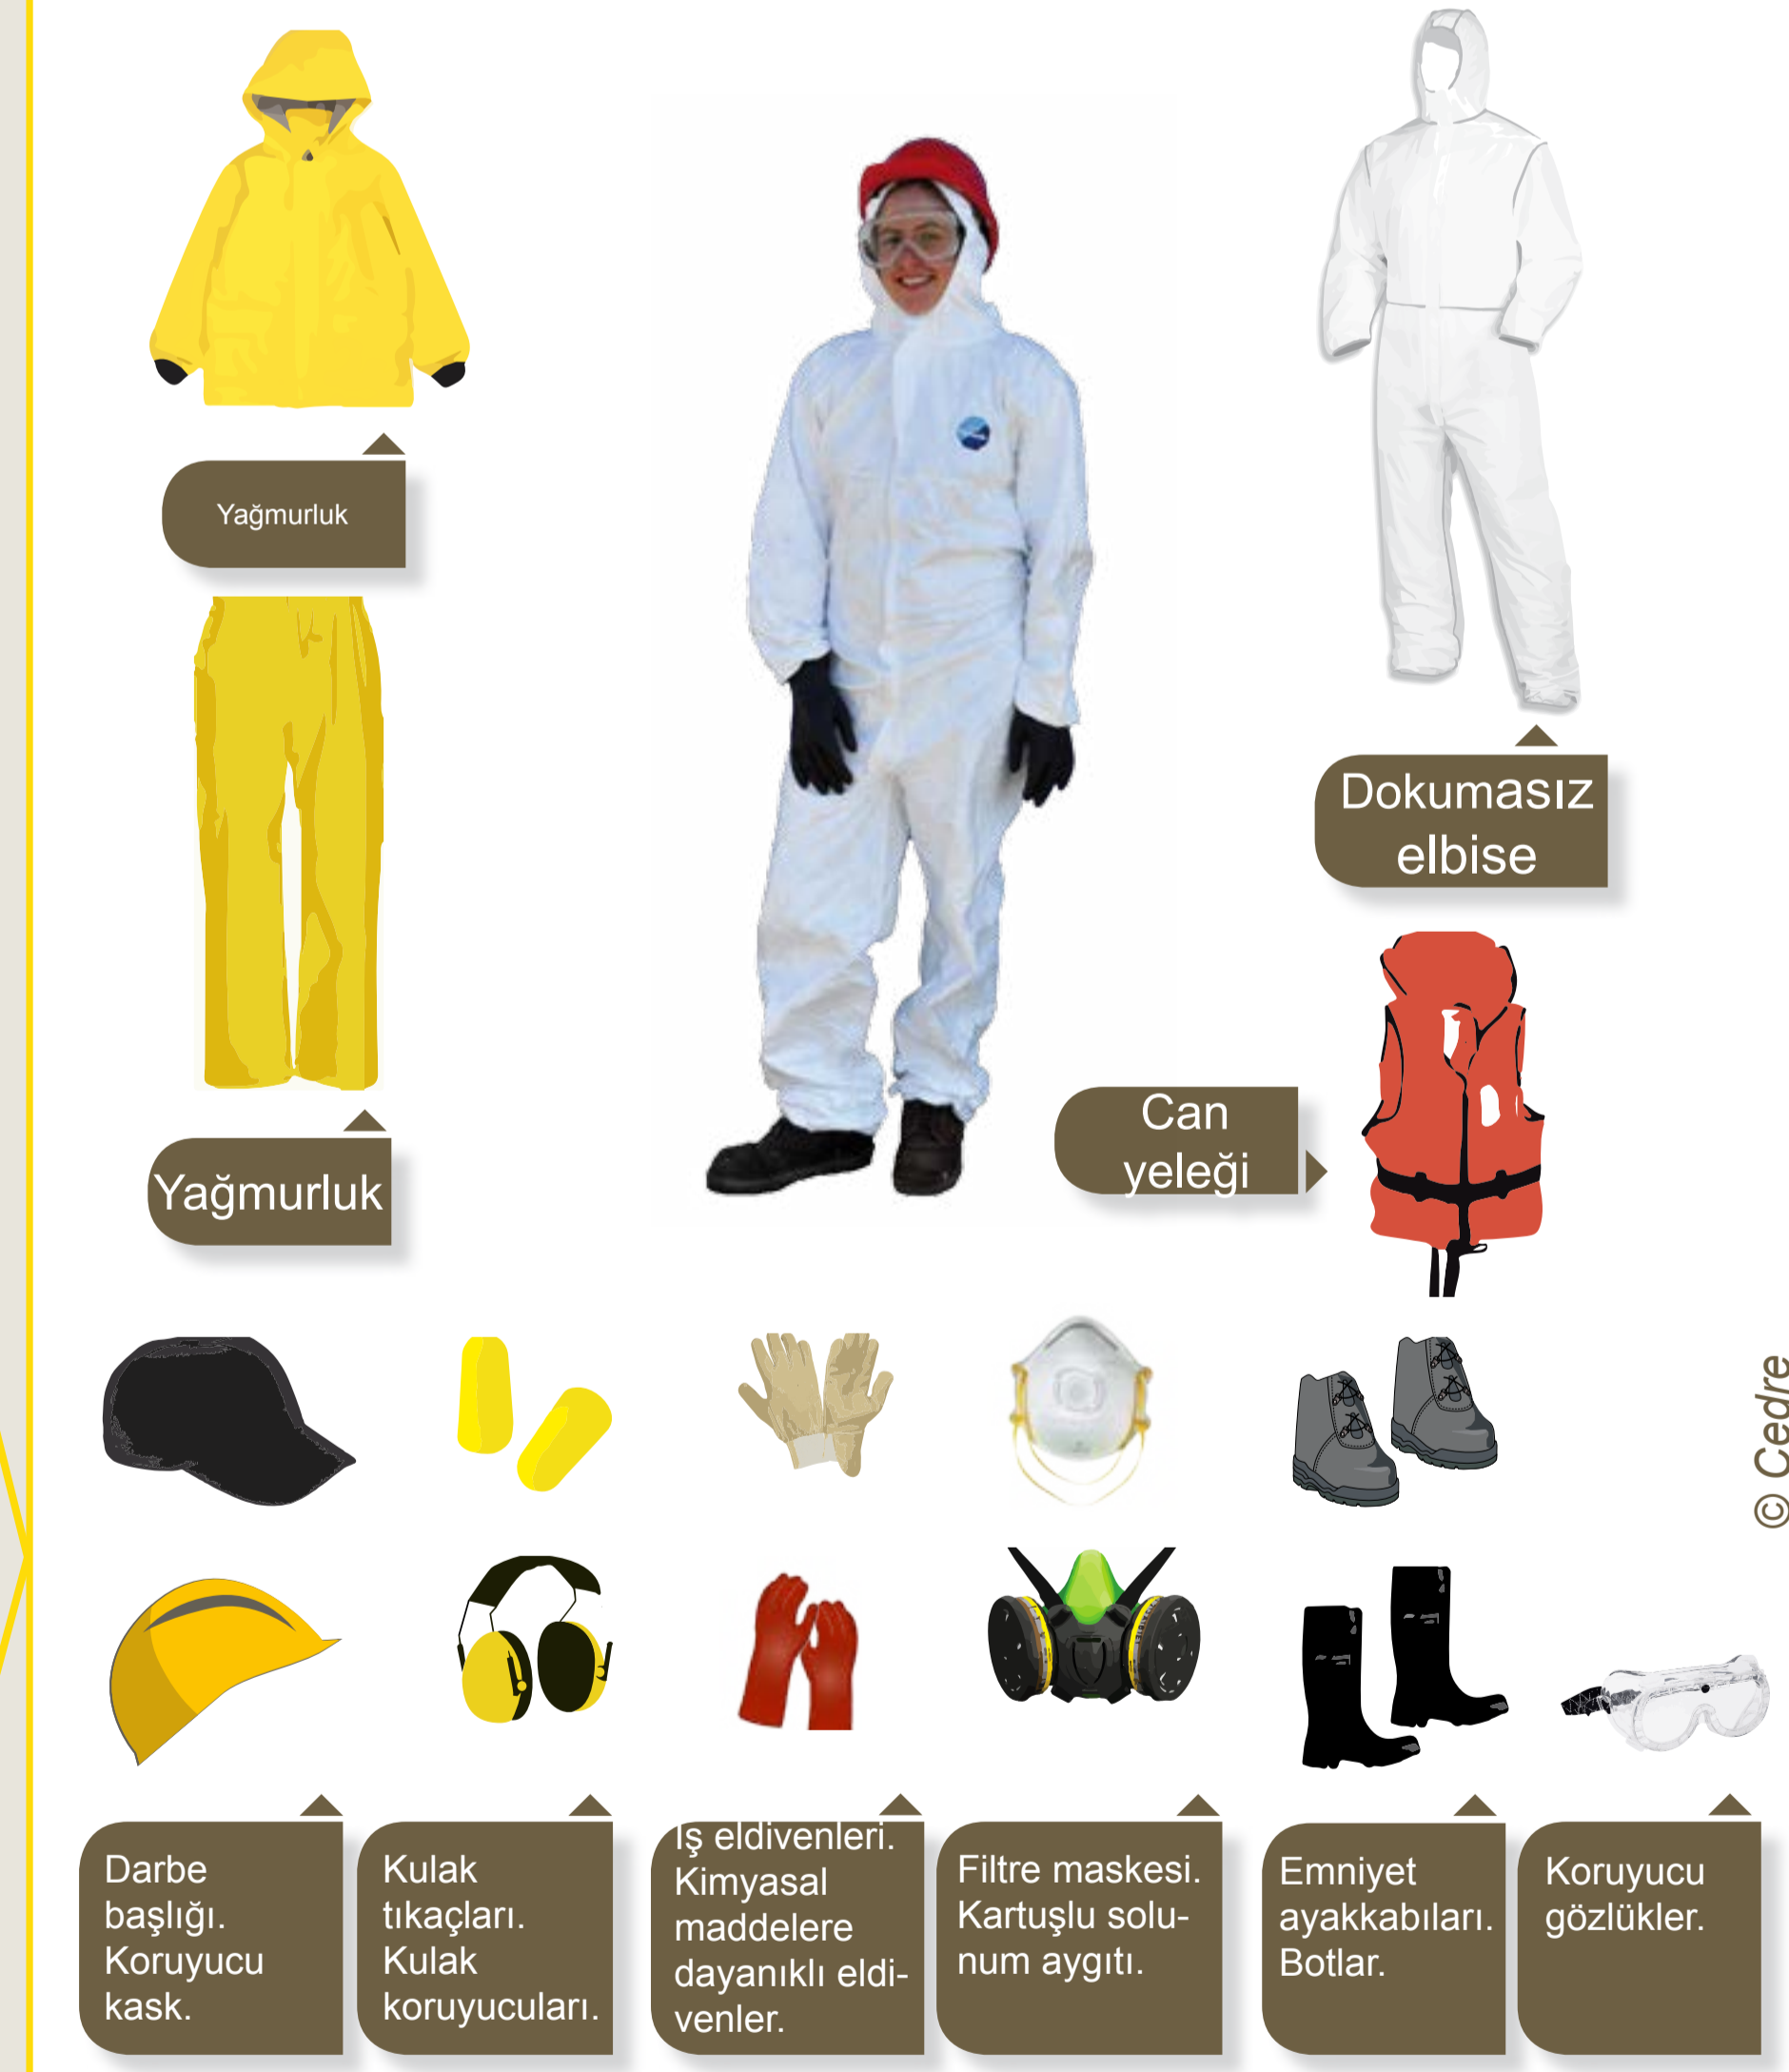 Yağmurluk
Dokumasız
elbise
Can
yeleği
Yağmurluk
© Cedre
Darbe
başlığı.
Koruyucu
kask.
Kulak
tıkaçları.
Kulak
koruyucuları.
İş eldivenleri.
Kimyasal
maddelere
dayanıklı eldi-
venler.
Filtre maskesi.
Kartuşlu solu-
num aygıtı.
Emniyet
ayakkabıları.
Botlar.
Koruyucu
gözlükler.